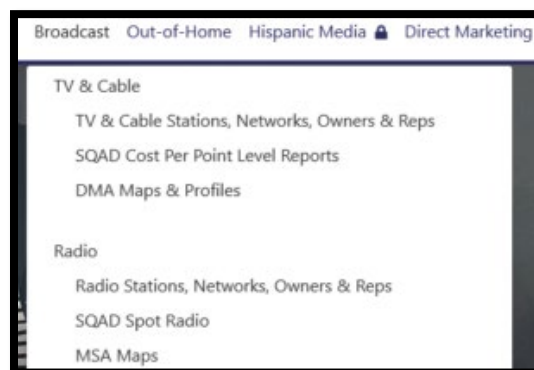 Broadcast Out-of-Home Hispanic Media Direct Marketing
TV & Cable
TV & Cable Stations, Networks, Owners & Reps
SQAD Cost Per Point Level Reports
DMA Maps & Profiles
Radio
Radio Stations, Networks, Owners & Reps
SQAD Spot Radio
MSA Maps